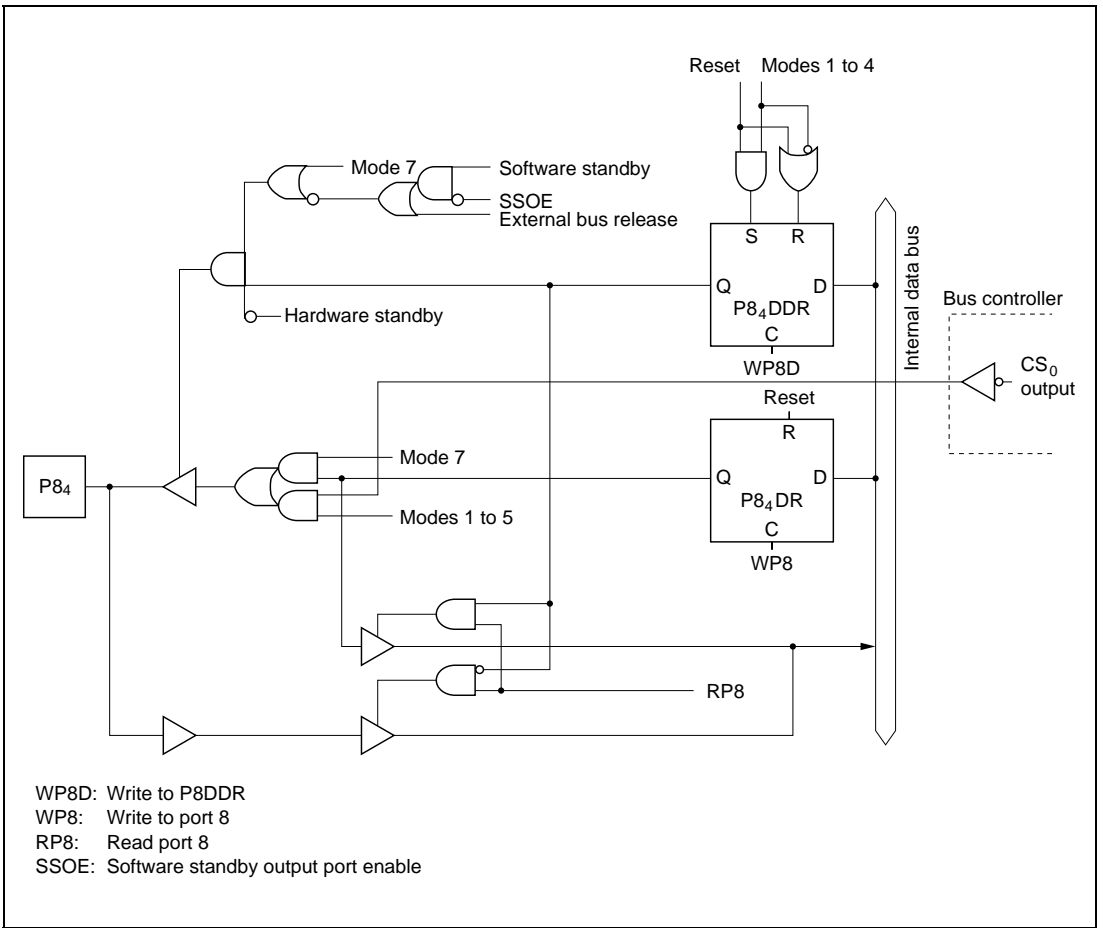 Reset Modes 1 to 4
Mode 7
Software standby
SSOE
External bus release
Hardware standby
S R
Q D
P8₄DDR
C
WP8D
Internal data bus
Bus controller
CS₀
output
Reset
R
Mode 7
Q D
P8₄DR
C
WP8
P8₄
Modes 1 to 5
RP8
WP8D: Write to P8DDR
WP8: Write to port 8
RP8: Read port 8
SSOE: Software standby output port enable